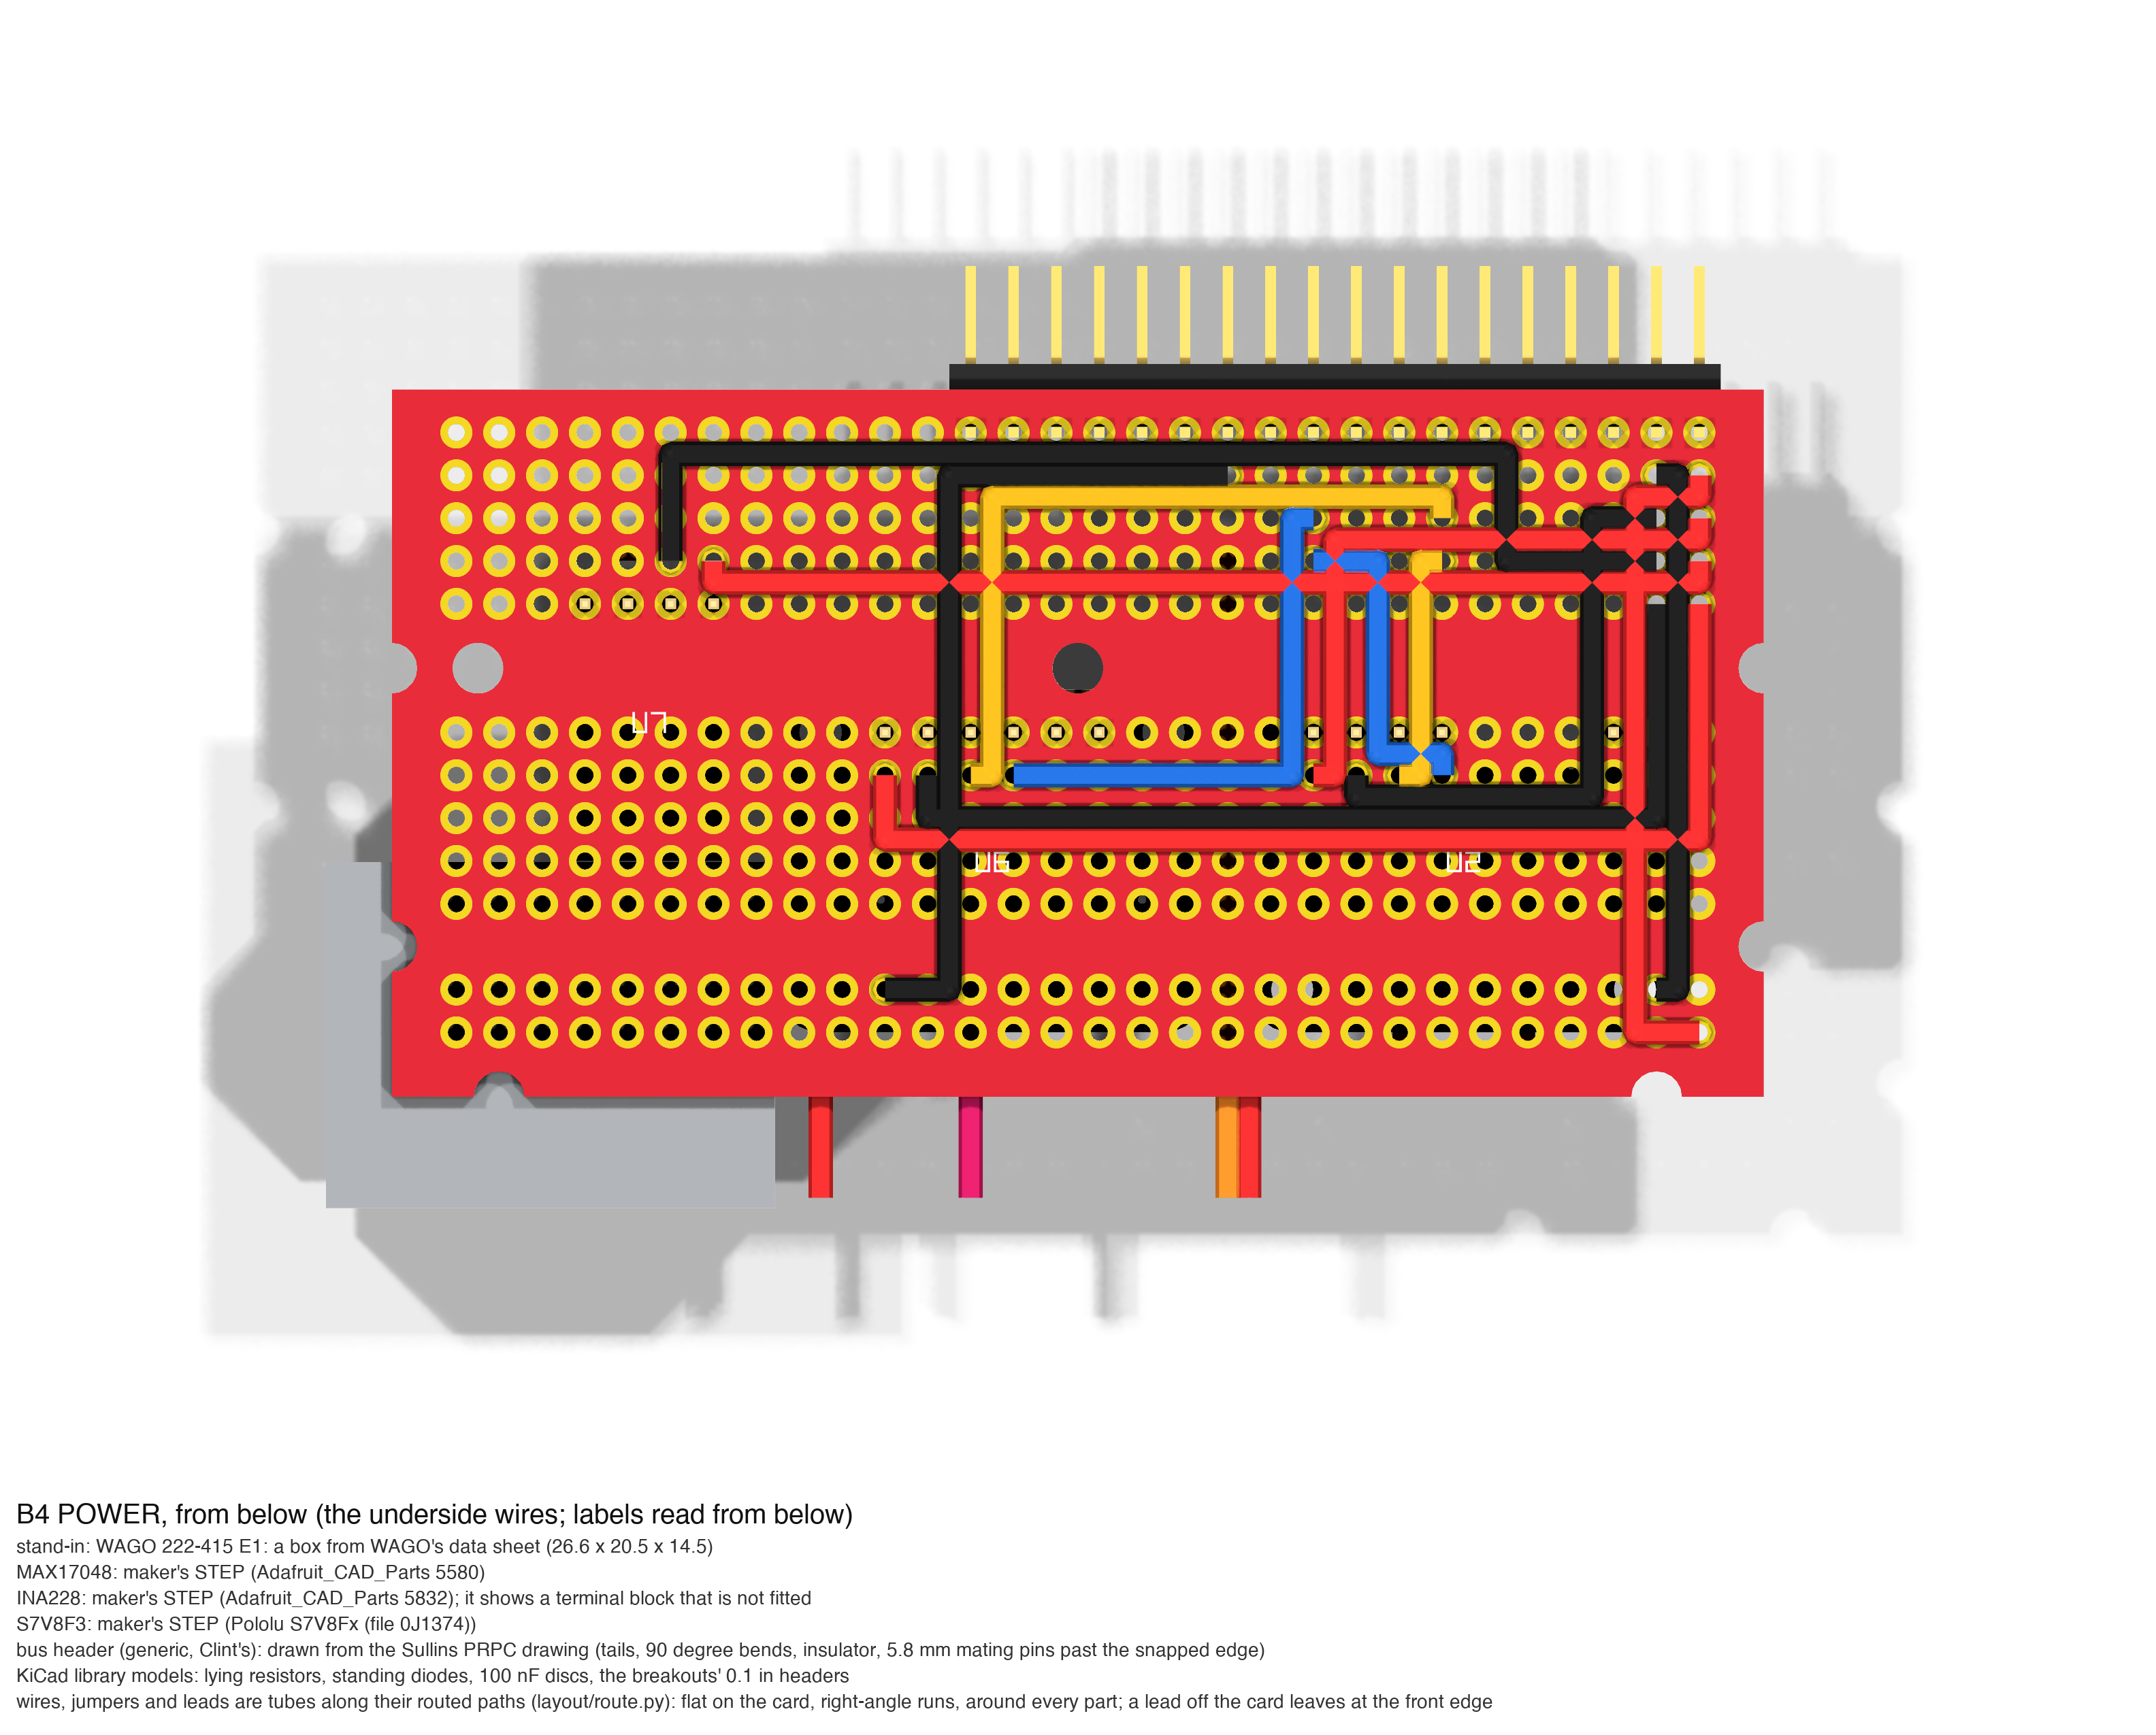 U7
U6
U2
B4 POWER, from below (the underside wires; labels read from below)
stand-in: WAGO 222-415 E1: a box from WAGO's data sheet (26.6 x 20.5 x 14.5)
MAX17048: maker's STEP (Adafruit_CAD_Parts 5580)
INA228: maker's STEP (Adafruit_CAD_Parts 5832); it shows a terminal block that is not fitted
S7V8F3: maker's STEP (Pololu S7V8Fx (file 0J1374))
bus header (generic, Clint's): drawn from the Sullins PRPC drawing (tails, 90 degree bends, insulator, 5.8 mm mating pins past the snapped edge)
KiCad library models: lying resistors, standing diodes, 100 nF discs, the breakouts' 0.1 in headers
wires, jumpers and leads are tubes along their routed paths (layout/route.py): flat on the card, right-angle runs, around every part; a lead off the card leaves at the front edge